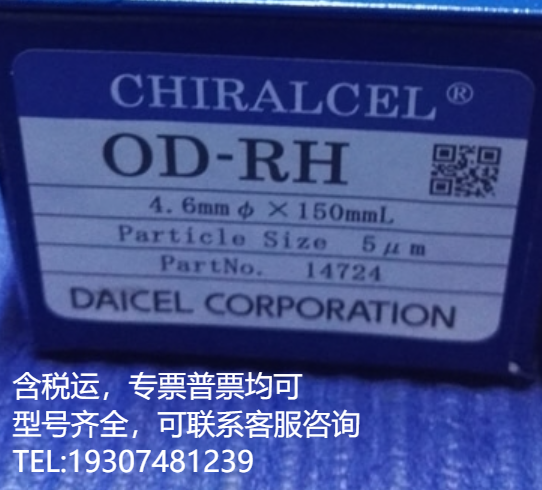 CHIRALCEL®
OD-RH
4.6mmφ×150mmL
Particle Size 5μm
PartNo. 14724
DAICEL CORPORATION
含税运，专票普票均可
型号齐全，可联系客服咨询
TEL:19307481239